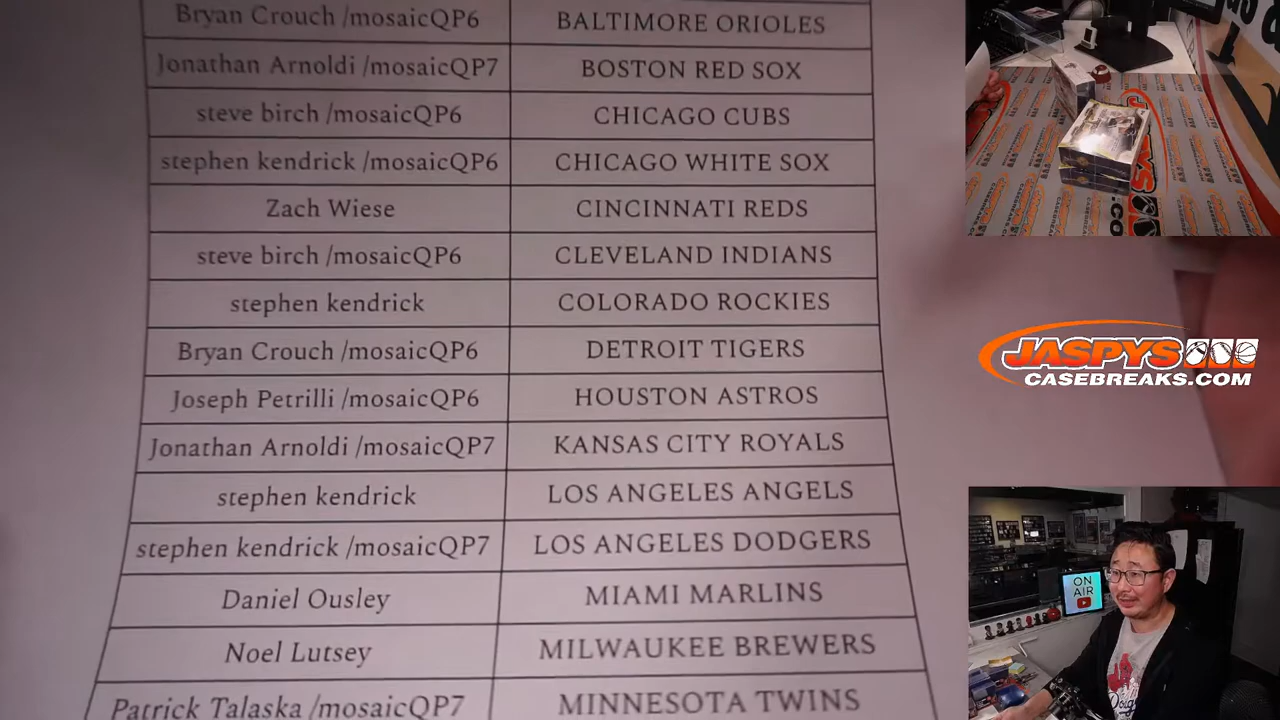 Bryan Crouch /mosaicQP6 BALTIMORE ORIOLES
Jonathan Arnoldi /mosaicQP7 BOSTON RED SOX
steve birch /mosaicQP6 CHICAGO CUBS
stephen kendrick /mosaicQP6 CHICAGO WHITE SOX
Zach Wiese CINCINNATI REDS
steve birch /mosaicQP6 CLEVELAND INDIANS
stephen kendrick COLORADO ROCKIES
Bryan Crouch /mosaicQP6 DETROIT TIGERS
Joseph Petrilli /mosaicQP6 HOUSTON ASTROS
Jonathan Arnoldi /mosaicQP7 KANSAS CITY ROYALS
stephen kendrick LOS ANGELES ANGELS
stephen kendrick /mosaicQP7 LOS ANGELES DODGERS
Daniel Ousley MIAMI MARLINS
Noel Lutsey MILWAUKEE BREWERS
Patrick Talaska /mosaicQP7 MINNESOTA TWINS
JASPYS
CASEBREAKS.COM
ON
AIR